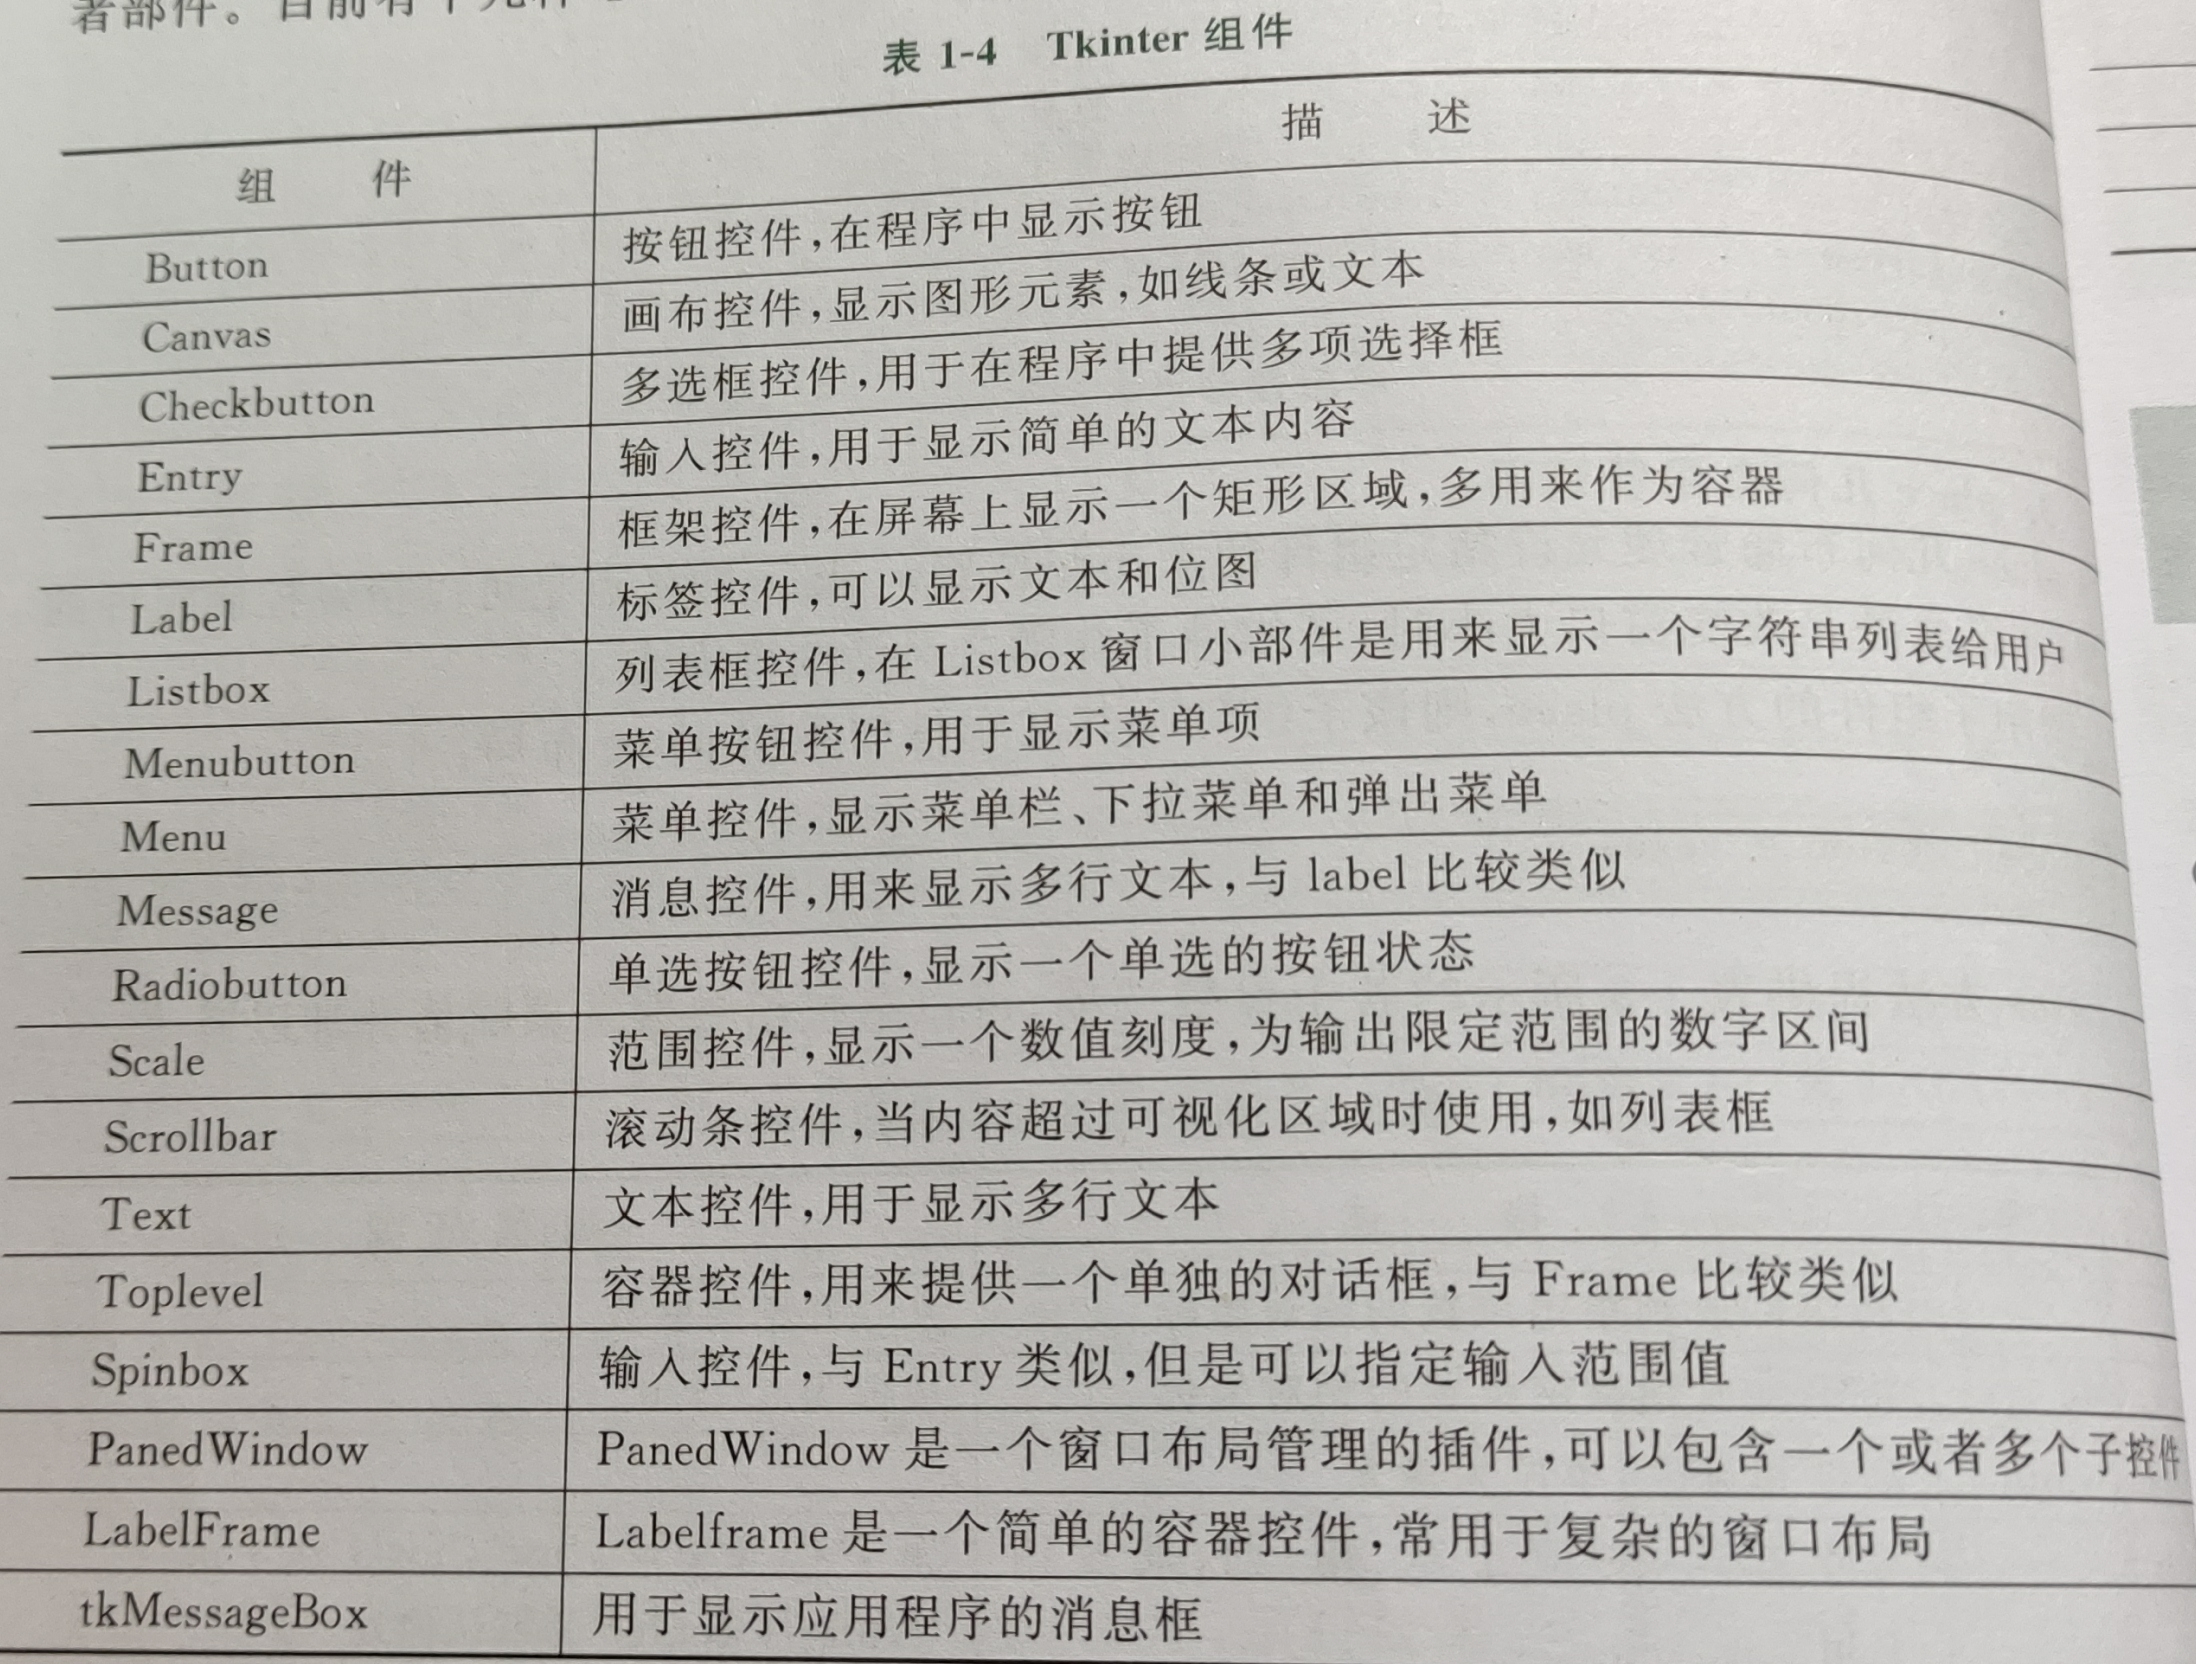 者部件。目前有
表 1-4 Tkinter 组件
组 件 描 述
Button 按钮控件,在程序中显示按钮
Canvas 画布控件,显示图形元素,如线条或文本
Checkbutton 多选框控件,用于在程序中提供多项选择框
Entry 输入控件,用于显示简单的文本内容
Frame 框架控件,在屏幕上显示一个矩形区域,多用来作为容器
Label 标签控件,可以显示文本和位图
Listbox 列表框控件,在 Listbox 窗口小部件是用来显示一个字符串列表给用户
Menubutton 菜单按钮控件,用于显示菜单项
Menu 菜单控件,显示菜单栏、下拉菜单和弹出菜单
Message 消息控件,用来显示多行文本,与 label 比较类似
Radiobutton 单选按钮控件,显示一个单选的按钮状态
Scale 范围控件,显示一个数值刻度,为输出限定范围的数字区间
Scrollbar 滚动条控件,当内容超过可视化区域时使用,如列表框
Text 文本控件,用于显示多行文本
Toplevel 容器控件,用来提供一个单独的对话框,与 Frame 比较类似
Spinbox 输入控件,与 Entry 类似,但是可以指定输入范围值
PanedWindow PanedWindow 是一个窗口布局管理的插件,可以包含一个或者多个子控件
LabelFrame Labelframe 是一个简单的容器控件,常用于复杂的窗口布局
tkMessageBox 用于显示应用程序的消息框